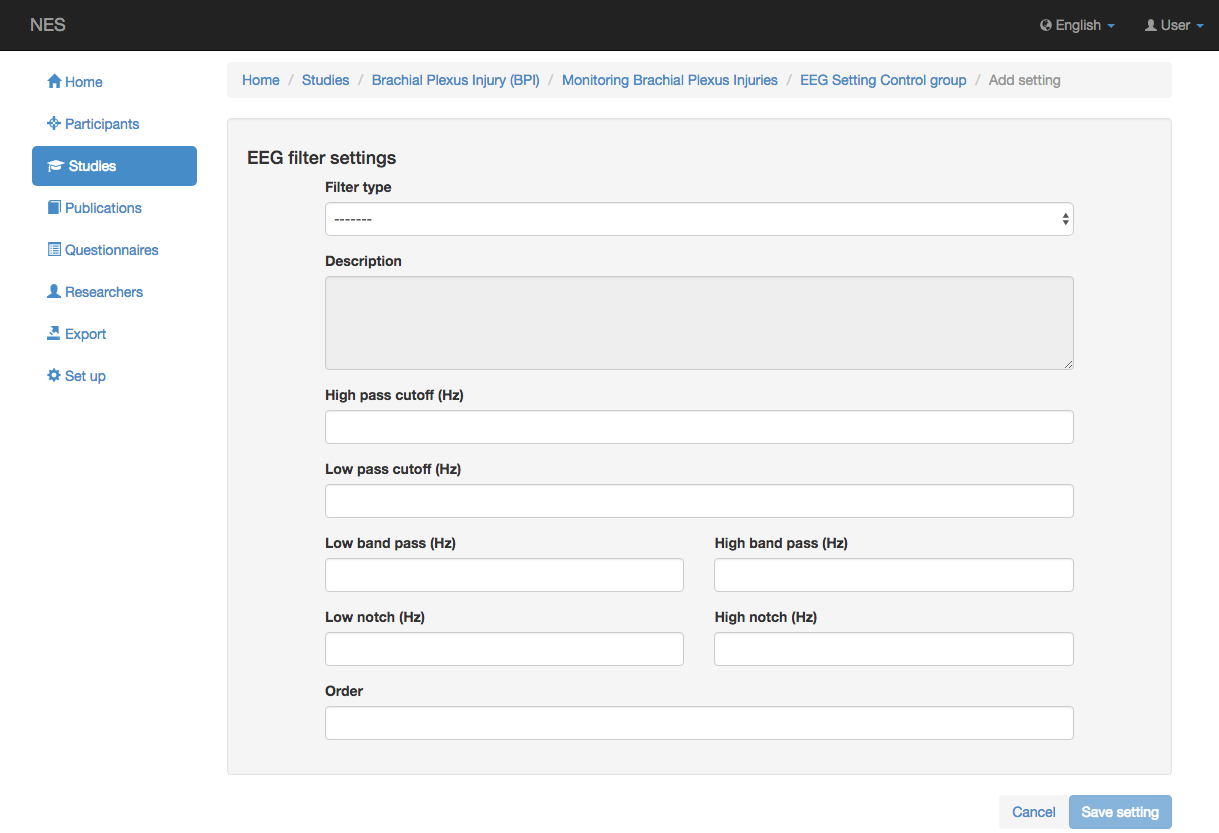 NES English User
Home
Participants
Studies
Publications
Questionnaires
Researchers
Export
Set up
Home / Studies / Brachial Plexus Injury (BPI) / Monitoring Brachial Plexus Injuries / EEG Setting Control group / Add setting
EEG filter settings
Filter type
-------
Description
High pass cutoff (Hz)
Low pass cutoff (Hz)
Low band pass (Hz) High band pass (Hz)
Low notch (Hz) High notch (Hz)
Order
Cancel Save setting